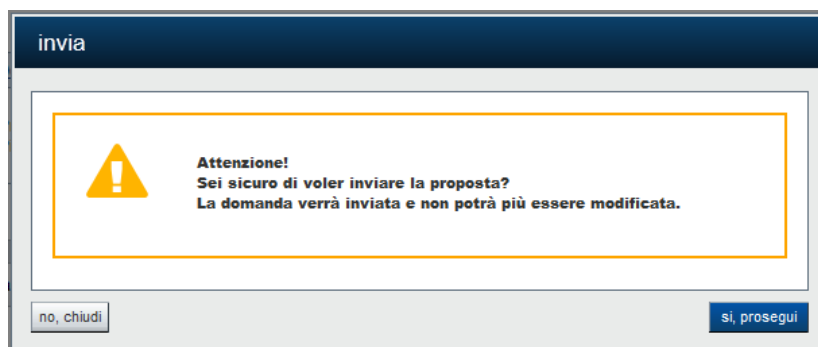 invia
Attenzione!
Sei sicuro di voler inviare la proposta?
La domanda verrà inviata e non potrà più essere modificata.
no, chiudi
si, prosegui